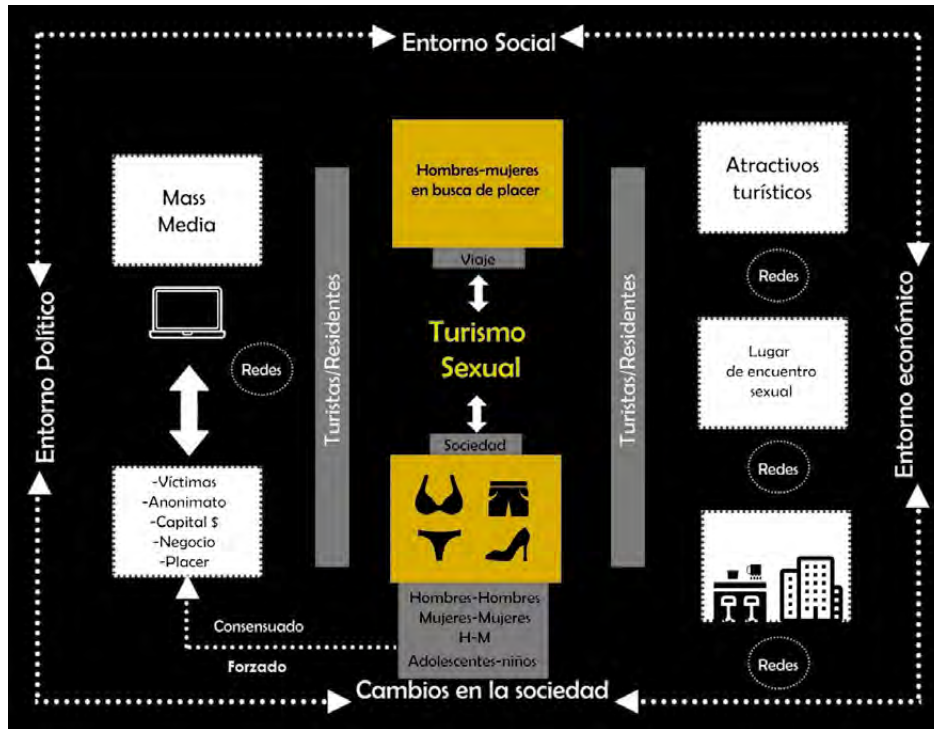 Entorno Social
Entorno Político
Mass
Media
Redes
-Víctimas
-Anonimato
-Capital $
-Negocio
-Placer
Consensuado
Forzado
Turistas/Residentes
Hombres-mujeres
en busca de placer
Viaje
Turismo
Sexual
Sociedad
Hombres-Hombres
Mujeres-Mujeres
H-M
Adolescentes-niños
Turistas/Residentes
Atractivos
turísticos
Redes
Lugar
de encuentro
sexual
Redes
Redes
Entorno económico
Cambios en la sociedad